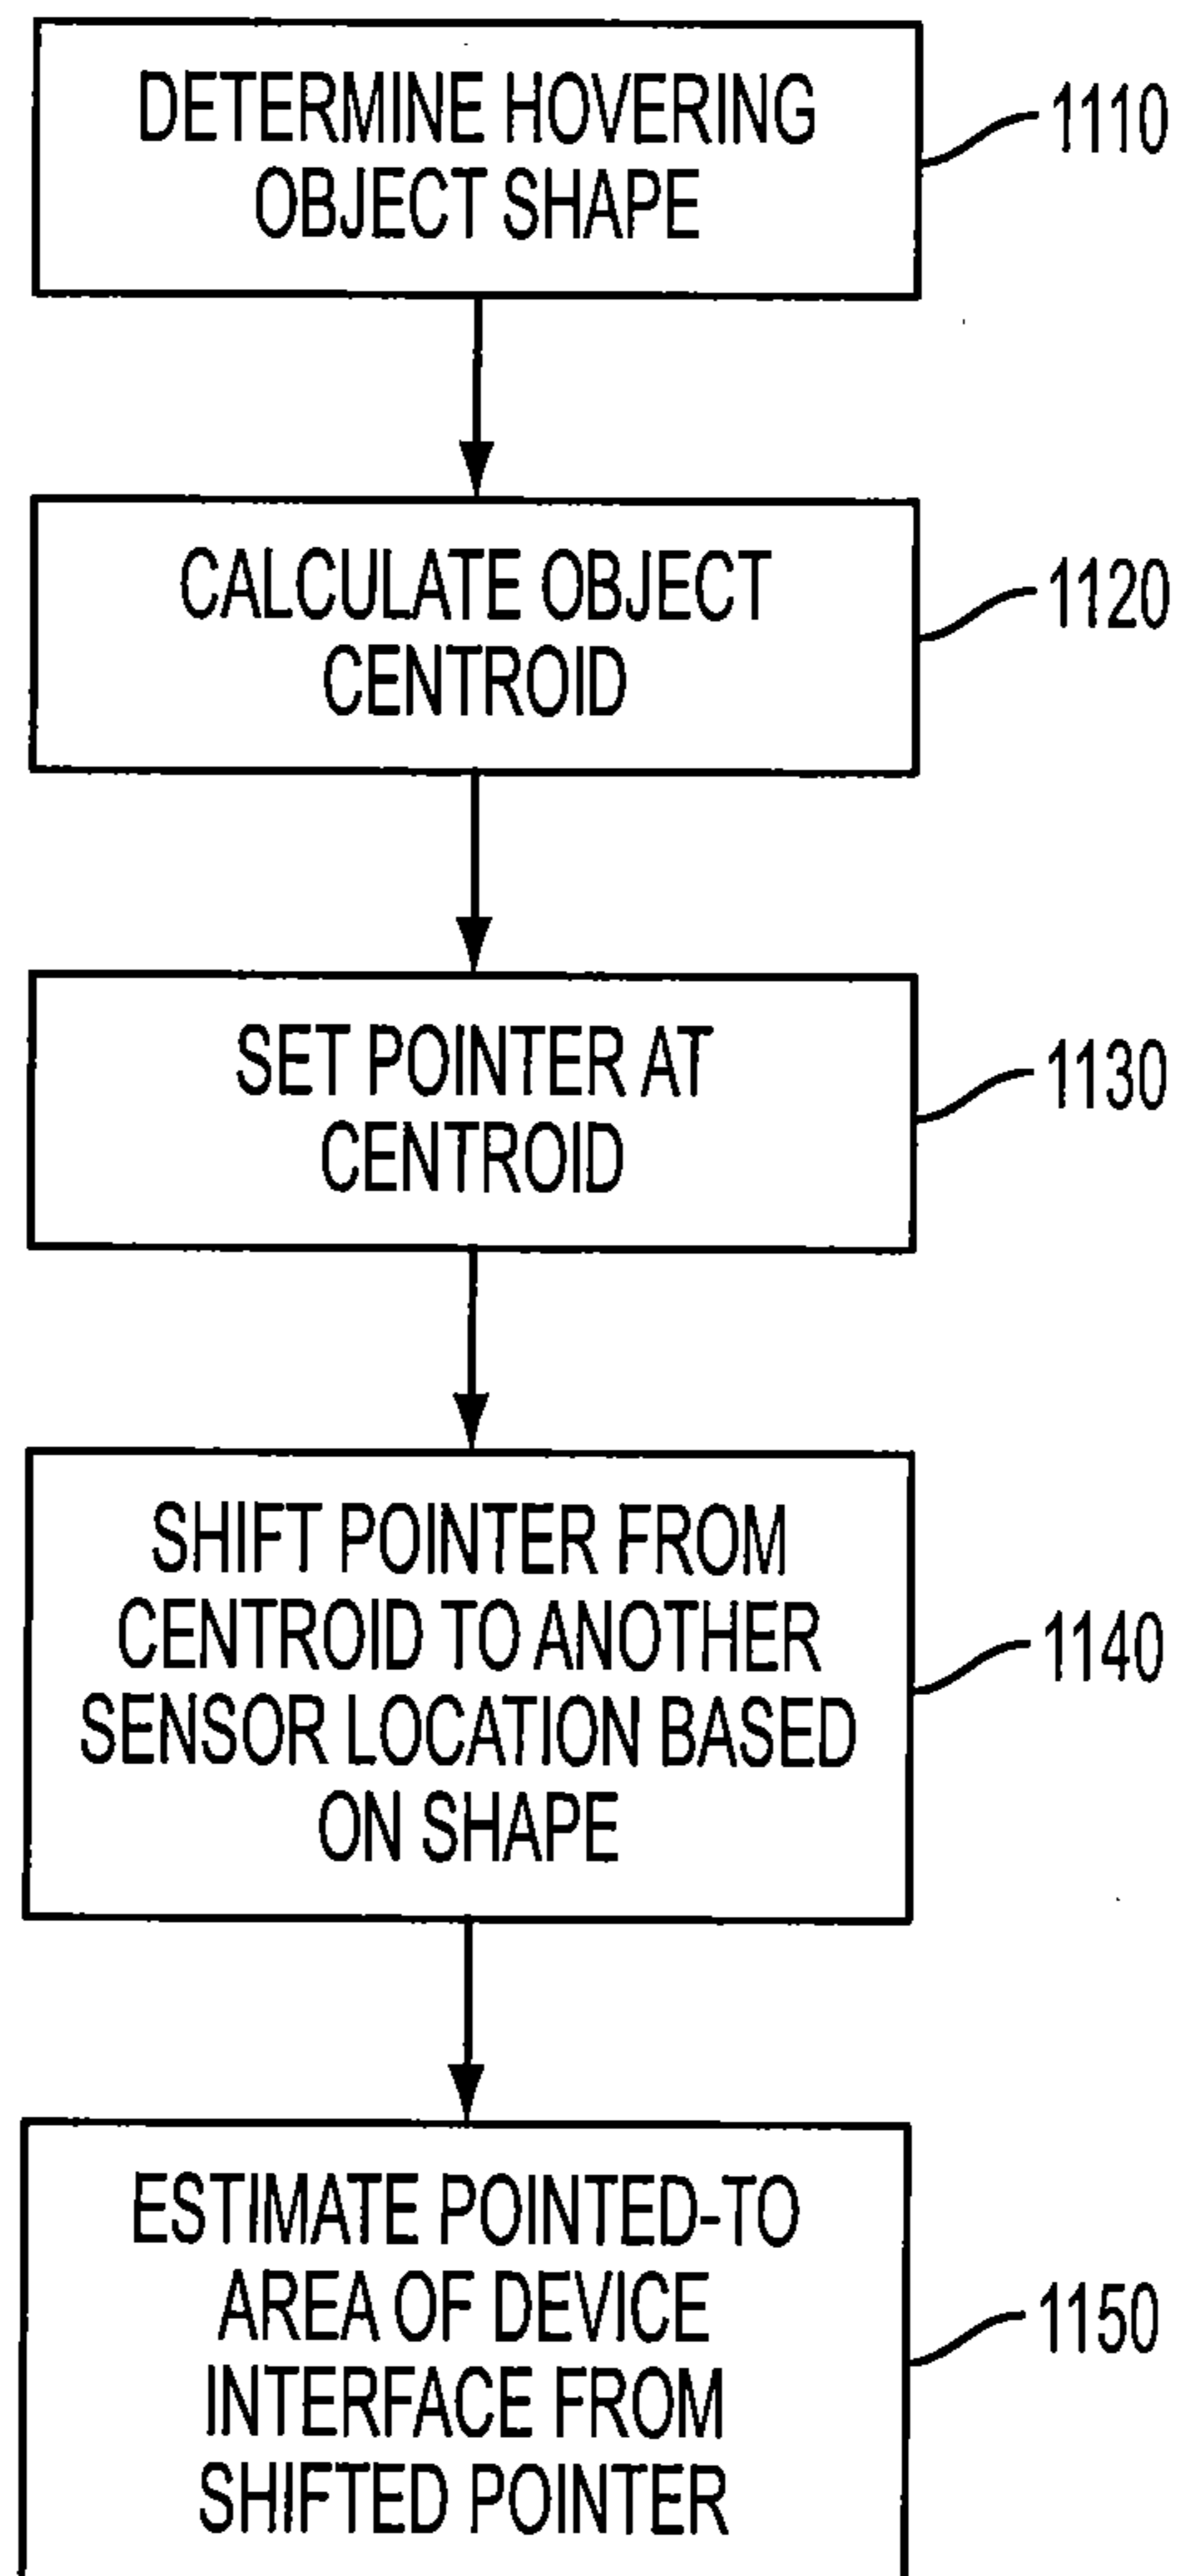 DETERMINE HOVERING
OBJECT SHAPE
1110
CALCULATE OBJECT
CENTROID
1120
SET POINTER AT
CENTROID
1130
SHIFT POINTER FROM
CENTROID TO ANOTHER
SENSOR LOCATION BASED
ON SHAPE
1140
ESTIMATE POINTED-TO
AREA OF DEVICE
INTERFACE FROM
SHIFTED POINTER
1150